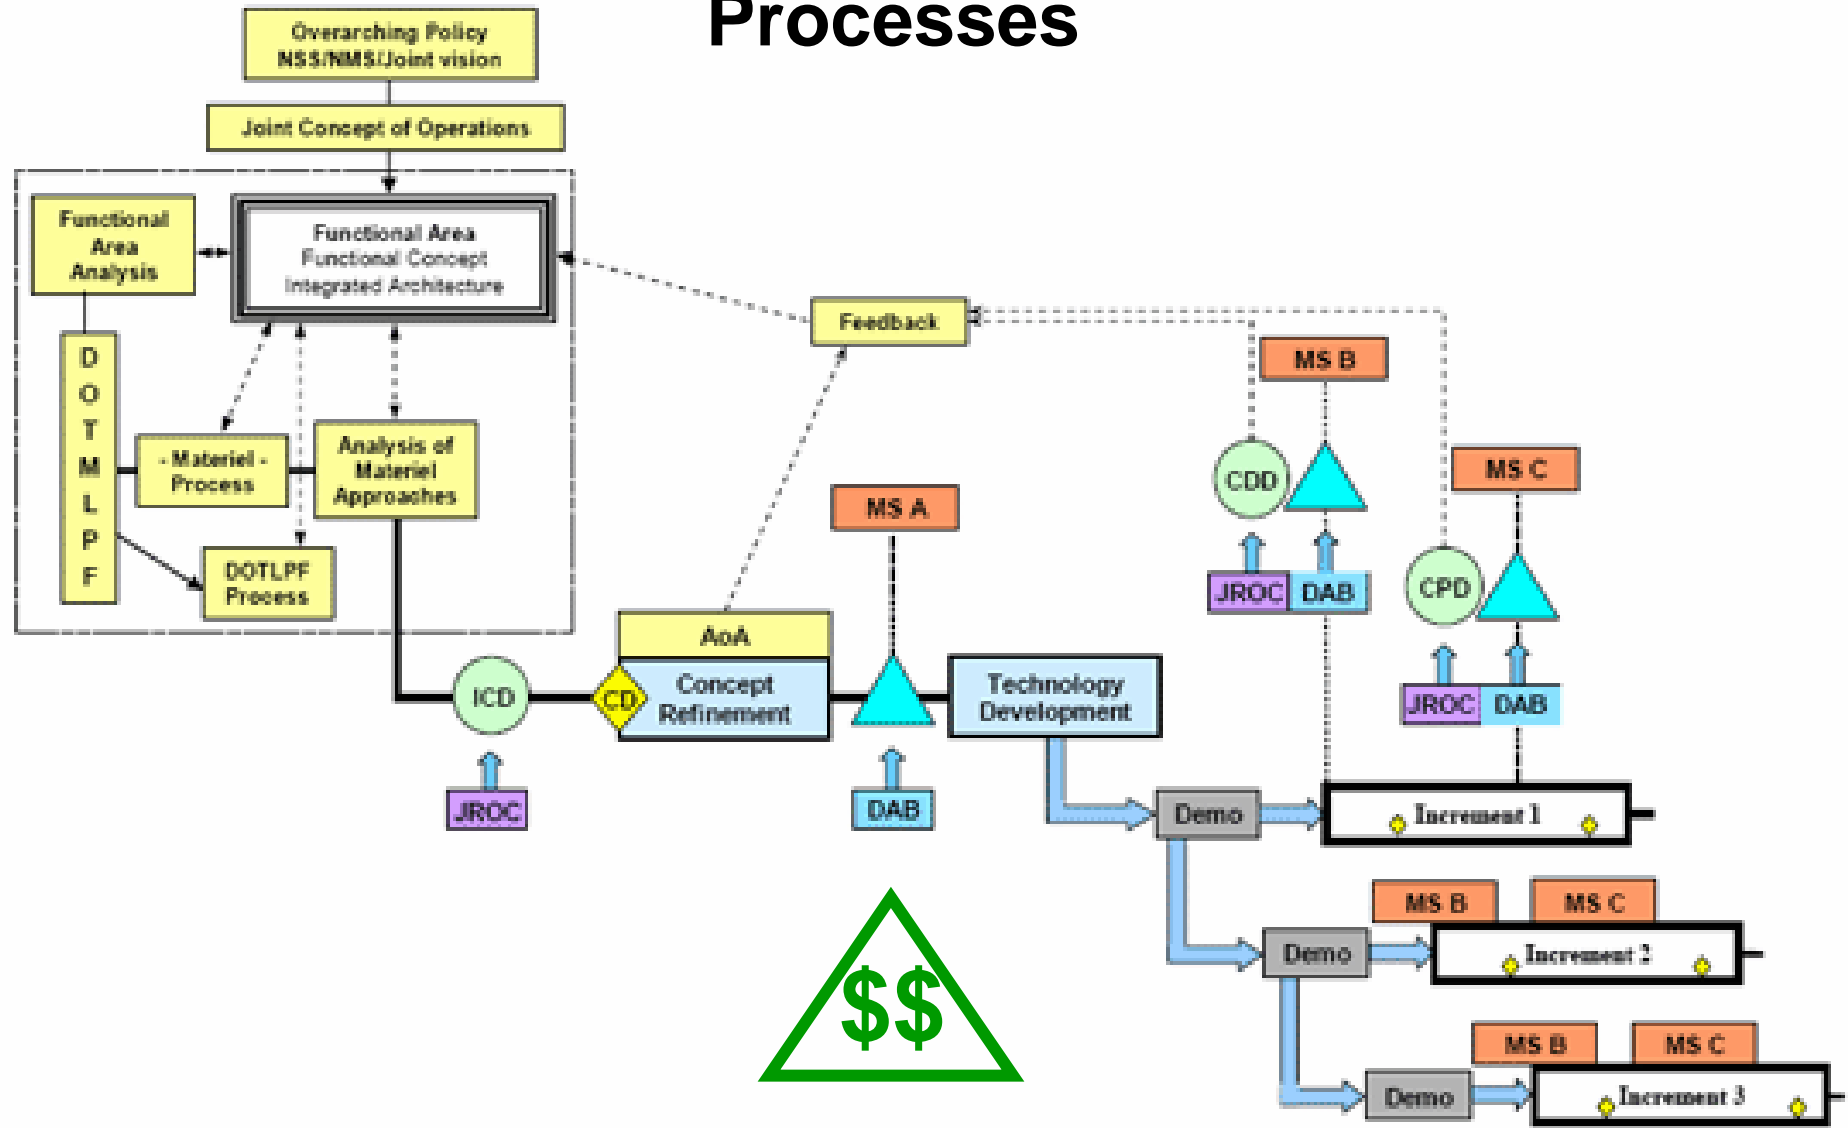 Processes
Overarching Policy
NSS/NMS/Joint vision
Joint Concept of Operations
Functional
Area
Analysis
Functional Area
Functional Concept
Integrated Architecture
Feedback
D
O
T
M
L
P
F
- Materiel -
Process
Analysis of
Materiel
Approaches
DOTLPF
Process
MS A
MS B
CDD
JROC
DAB
MS C
CPD
JROC
DAB
ICD
JROC
CD
AoA
Concept
Refinement
DAB
Technology
Development
Demo
Increment 1
MS B
MS C
Demo
Increment 2
MS B
MS C
Demo
Increment 3
$$